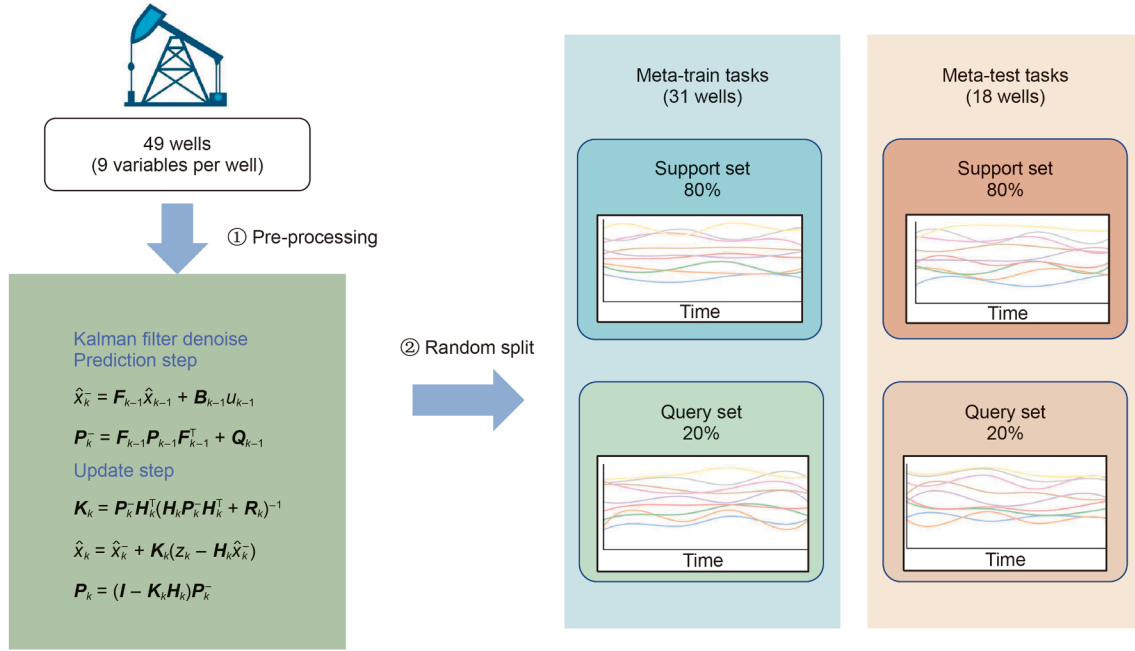 49 wells
(9 variables per well)
① Pre-processing
Kalman filter denoise
Prediction step
x̂ₖ⁻ = Fₖ₋₁x̂ₖ₋₁ + Bₖ₋₁uₖ₋₁
Pₖ⁻ = Fₖ₋₁Pₖ₋₁Fₖ₋₁ᵀ + Qₖ₋₁
Update step
Kₖ = Pₖ⁻Hₖᵀ(HₖPₖ⁻Hₖᵀ + Rₖ)⁻¹
x̂ₖ = x̂ₖ⁻ + Kₖ(zₖ – Hₖx̂ₖ⁻)
Pₖ = (I – KₖHₖ)Pₖ⁻
② Random split
Meta-train tasks
(31 wells)
Support set
80%
Time
Query set
20%
Time
Meta-test tasks
(18 wells)
Support set
80%
Time
Query set
20%
Time